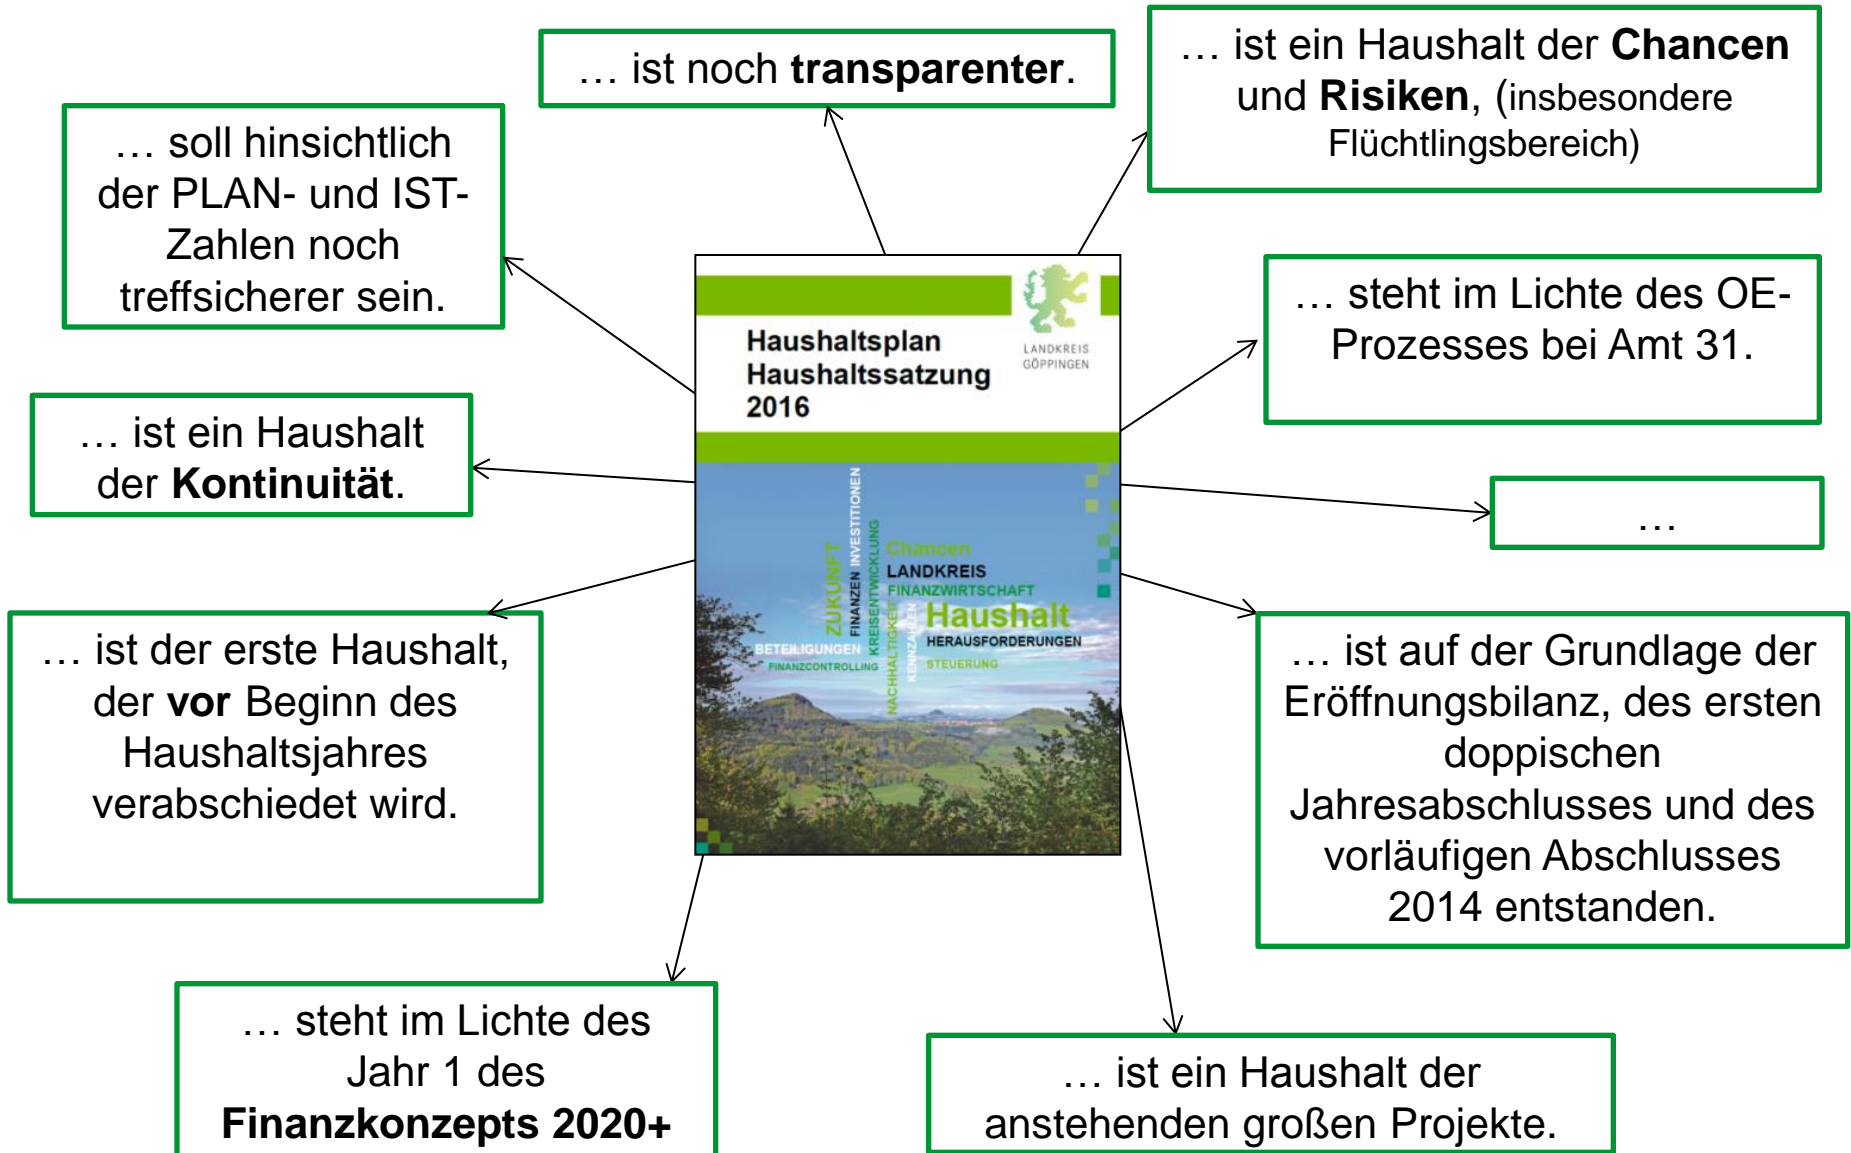 … ist noch transparenter.
… ist ein Haushalt der Chancen
und Risiken, (insbesondere
Flüchtlingsbereich)
… soll hinsichtlich
der PLAN- und IST-
Zahlen noch
treffsicherer sein.
… steht im Lichte des OE-
Prozesses bei Amt 31.
… ist ein Haushalt
der Kontinuität.
…
… ist der erste Haushalt,
der vor Beginn des
Haushaltsjahres
verabschiedet wird.
… ist auf der Grundlage der
Eröffnungsbilanz, des ersten
doppischen
Jahresabschlusses und des
vorläufigen Abschlusses
2014 entstanden.
… steht im Lichte des
Jahr 1 des
Finanzkonzepts 2020+
… ist ein Haushalt der
anstehenden großen Projekte.
LANDKREIS
GÖPPINGEN
Haushaltsplan
Haushaltssatzung
2016
ZUKUNFT
FINANZEN
INVESTITIONEN
KREISENTWICKLUNG
Chancen
LANDKREIS
FINANZWIRTSCHAFT
Haushalt
HERAUSFORDERUNGEN
STEUERUNG
BETEILIGUNGEN
FINANZCONTROLLING
NACHHALTIGKEIT
KENNZAHLEN